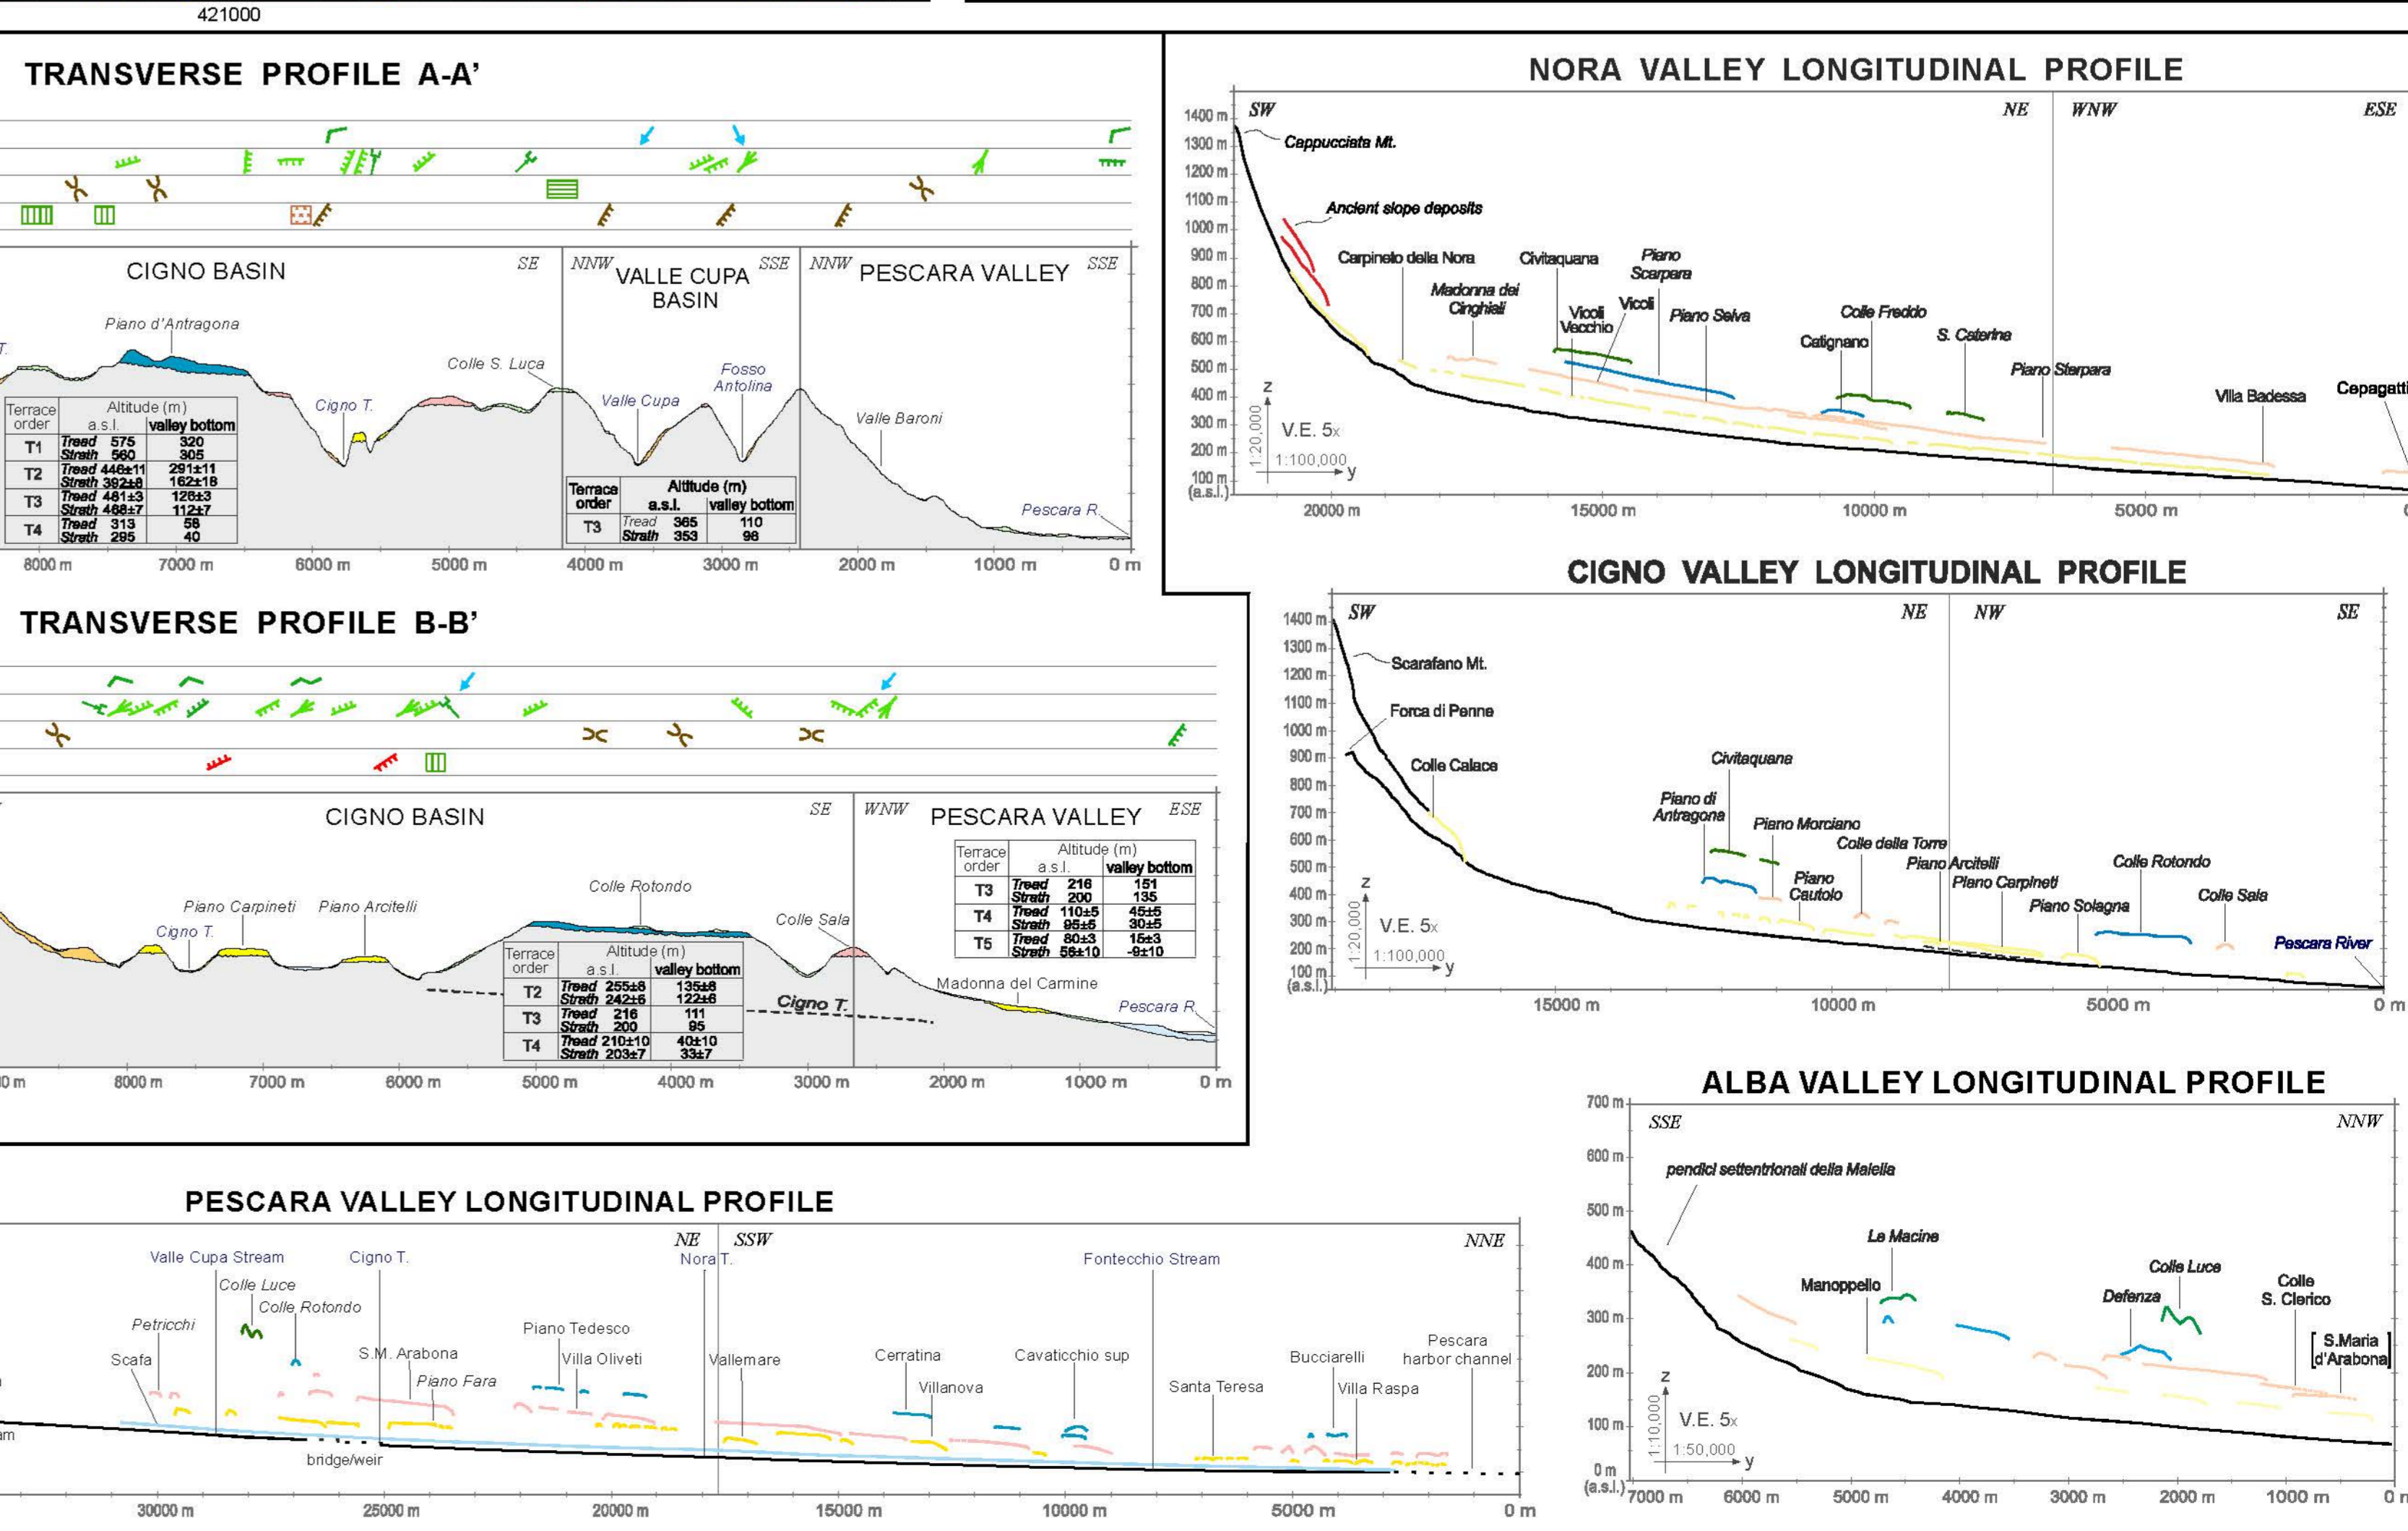 421000
TRANSVERSE PROFILE A-A’
CIGNO BASIN
SE
NNW
VALLE CUPA
BASIN
SSE
NNW
PESCARA VALLEY
SSE
T.
Piano d'Antragona
Cigno T.
Colle S. Luca
Valle Cupa
Fosso
Antolina
Valle Baroni
Pescara R.
Terrace Altitude (m)
order a.s.l. valley bottom
T1 Tread 575 320
Strath 560 305
T2 Tread 446±11 291±11
Strath 392±8 162±18
T3 Tread 481±3 126±3
Strath 468±7 112±7
T4 Tread 313 58
Strath 295 40
Terrace Altitude (m)
order a.s.l. valley bottom
T3 Tread 365 110
Strath 353 98
8000 m 7000 m 6000 m 5000 m 4000 m 3000 m 2000 m 1000 m 0 m
TRANSVERSE PROFILE B-B’
CIGNO BASIN
SE
WNW
PESCARA VALLEY
ESE
Cigno T.
Piano Carpineti
Piano Arcitelli
Colle Rotondo
Colle Sala
Madonna del Carmine
Pescara R.
Cigno T.
Terrace Altitude (m)
order a.s.l. valley bottom
T3 Tread 216 151
Strath 200 135
T4 Tread 110±5 45±5
Strath 95±5 30±5
T5 Tread 80±3 15±3
Strath 56±10 -9±10
Terrace Altitude (m)
order a.s.l. valley bottom
T2 Tread 255±8 135±8
Strath 242±6 122±6
T3 Tread 216 111
Strath 200 95
T4 Tread 210±10 40±10
Strath 203±7 33±7
0 m 8000 m 7000 m 6000 m 5000 m 4000 m 3000 m 2000 m 1000 m 0 m
PESCARA VALLEY LONGITUDINAL PROFILE
NE
SSW
NNE
Valle Cupa Stream
Cigno T.
Nora T.
Fontecchio Stream
Colle Luce
Colle Rotondo
Petricchi
Scafa
S.M. Arabona
Piano Fara
Piano Tedesco
Villa Oliveti
Vallemare
Cerratina
Villanova
Cavaticchio sup
Santa Teresa
Bucciarelli
Villa Raspa
Pescara
harbor channel
am
bridge/weir
30000 m 25000 m 20000 m 15000 m 10000 m 5000 m 0 m
NORA VALLEY LONGITUDINAL PROFILE
SW
NE
WNW
ESE
1400 m
1300 m
1200 m
1100 m
1000 m
900 m
800 m
700 m
600 m
500 m
400 m
300 m
200 m
100 m
(a.s.l.)
Cappucciata Mt.
Ancient slope deposits
Carpineto della Nora
Madonna dei
Cinghiali
Civitaquana
Vicoli
Vecchio
Vicoli
Piano
Scarpara
Piano Selva
Catignano
Colle Freddo
S. Caterina
Piano Sterpara
Villa Badessa
Cepagatti
z
1:20,000
V.E. 5x
1:100,000
y
20000 m 15000 m 10000 m 5000 m
CIGNO VALLEY LONGITUDINAL PROFILE
SW
NE
NW
SE
1400 m
1300 m
1200 m
1100 m
1000 m
900 m
800 m
700 m
600 m
500 m
400 m
300 m
200 m
100 m
(a.s.l.)
Scarafano Mt.
Forca di Penne
Colle Calace
Civitaquana
Piano di
Antragona
Piano Morciano
Colle della Torre
Piano
Cautolo
Piano Arcitelli
Piano Carpineti
Piano Solagna
Colle Rotondo
Colle Sala
Pescara River
z
1:20,000
V.E. 5x
1:100,000
y
15000 m 10000 m 5000 m 0 m
ALBA VALLEY LONGITUDINAL PROFILE
SSE
NNW
700 m
600 m
500 m
400 m
300 m
200 m
100 m
0 m
(a.s.l.)
pendici settentrionali della Maiella
Manoppello
Le Macine
Defenza
Colle Luce
Colle
S. Clerico
S.Maria
d'Arabona
z
1:10,000
V.E. 5x
1:50,000
y
7000 m 6000 m 5000 m 4000 m 3000 m 2000 m 1000 m